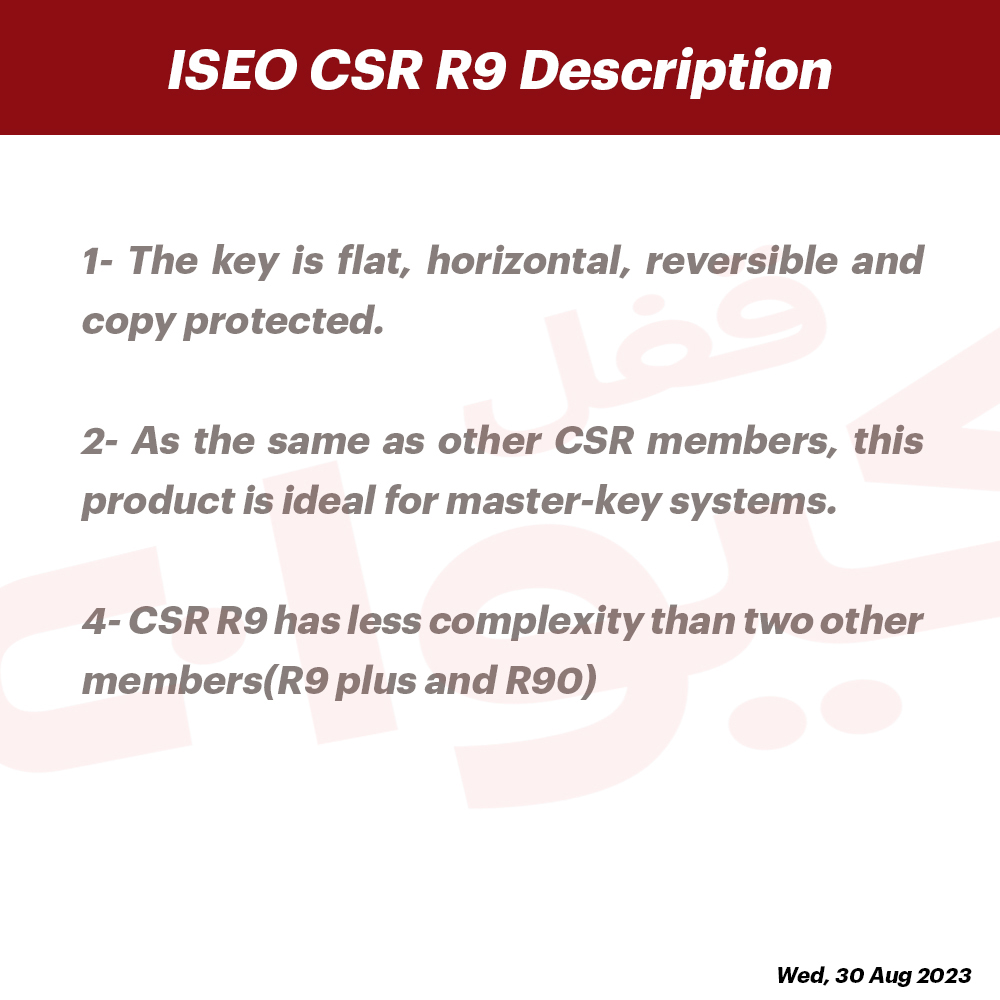 ISEO CSR R9 Description
1- The key is flat, horizontal, reversible and
copy protected.
2- As the same as other CSR members, this
product is ideal for master-key systems.
4- CSR R9 has less complexity than two other
members(R9 plus and R90)
قفل
کیوان
Wed, 30 Aug 2023